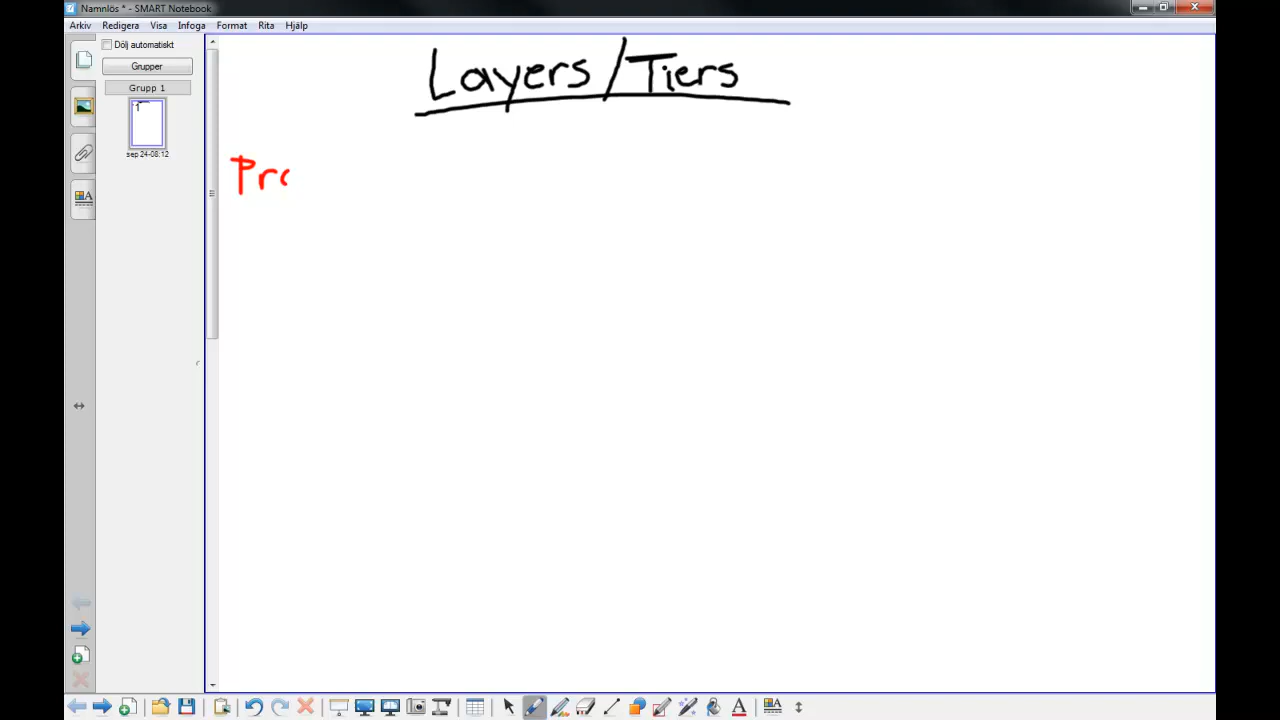 Namnlös * - SMART Notebook
Arkiv Redigera Visa Infoga Format Rita Hjälp
Dölj automatiskt
Grupper
Grupp 1
sep 24-08:12
Layers/Tiers
Pr